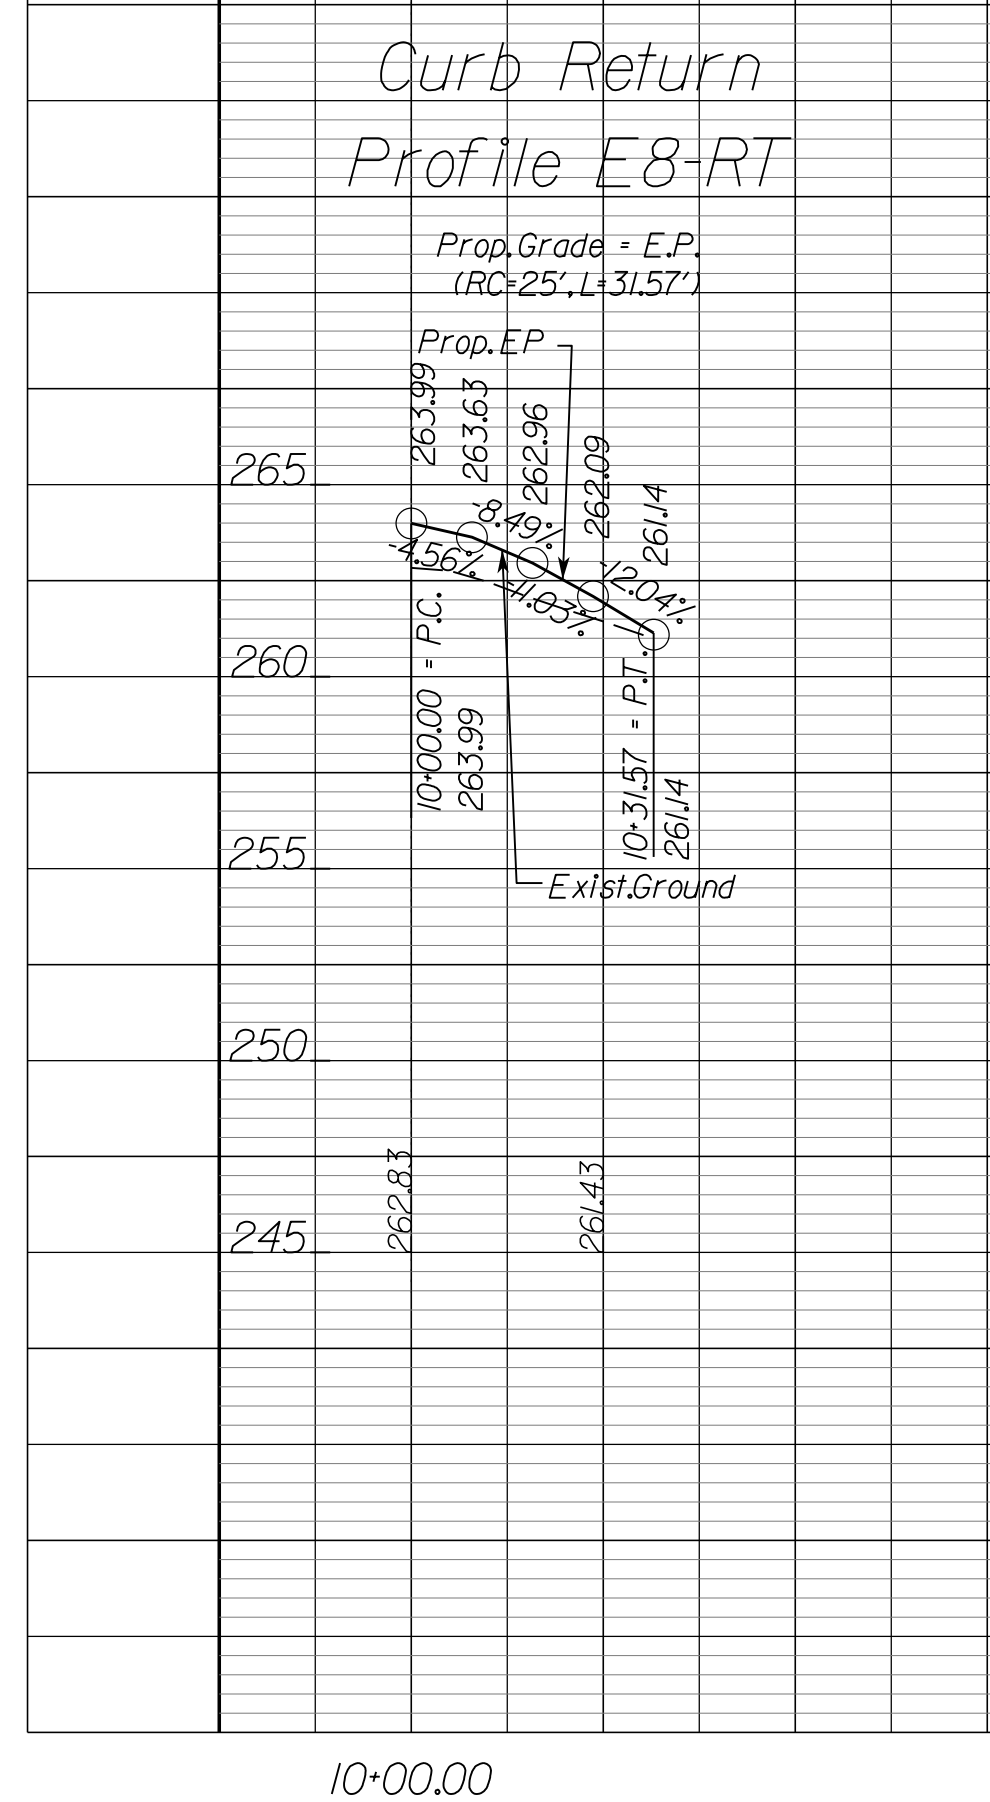 Curb Return
Profile E8-RT
Prop. Grade = E.P.
(RC=25', L=31.57')
Prop. EP
263.99
263.63
262.96
262.09
261.14
265
-8.49%
-4.56%
-11.03%
-12.04%
260
10+00.00 = P.C.
263.99
10+31.57 = P.T.
261.14
255
Exist. Ground
250
262.83
261.43
245
10+00.00